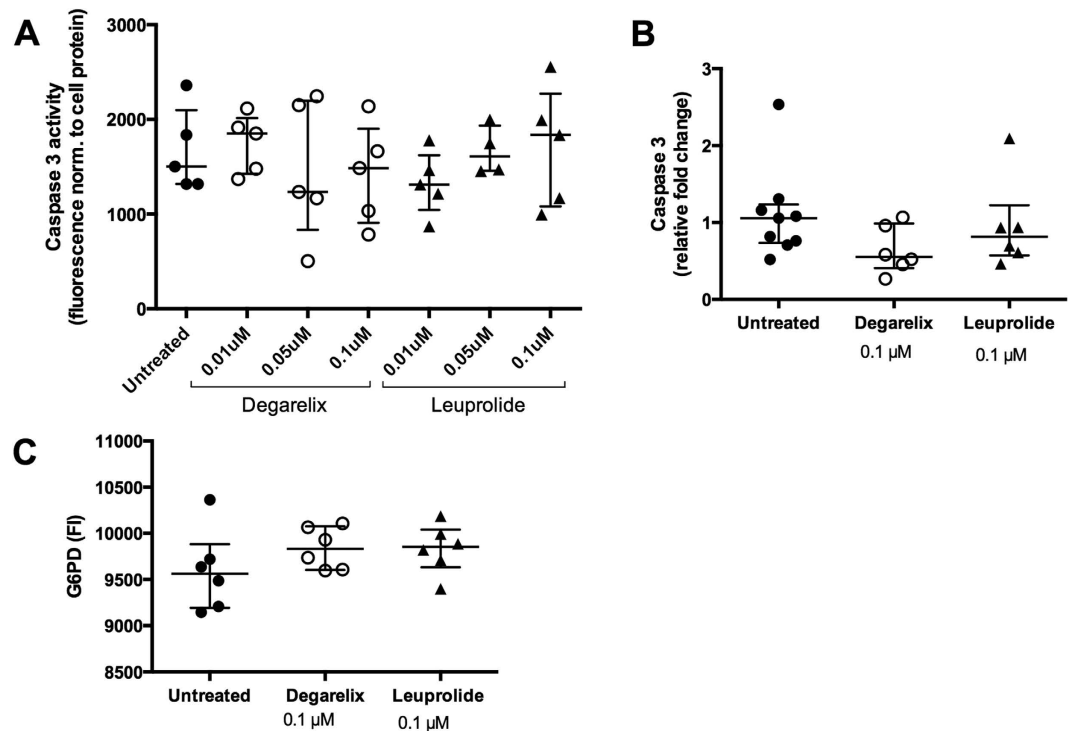 A
Caspase 3 activity
(fluorescence norm. to cell protein)
3000
2000
1000
0
Untreated
0.01uM
0.05uM
0.1uM
0.01uM
0.05uM
0.1uM
Degarelix
Leuprolide
B
Caspase 3
(relative fold change)
3
2
1
0
Untreated
Degarelix
Leuprolide
0.1 µM
0.1 µM
C
G6PD (FI)
11000
10500
10000
9500
9000
8500
Untreated
Degarelix
Leuprolide
0.1 µM
0.1 µM